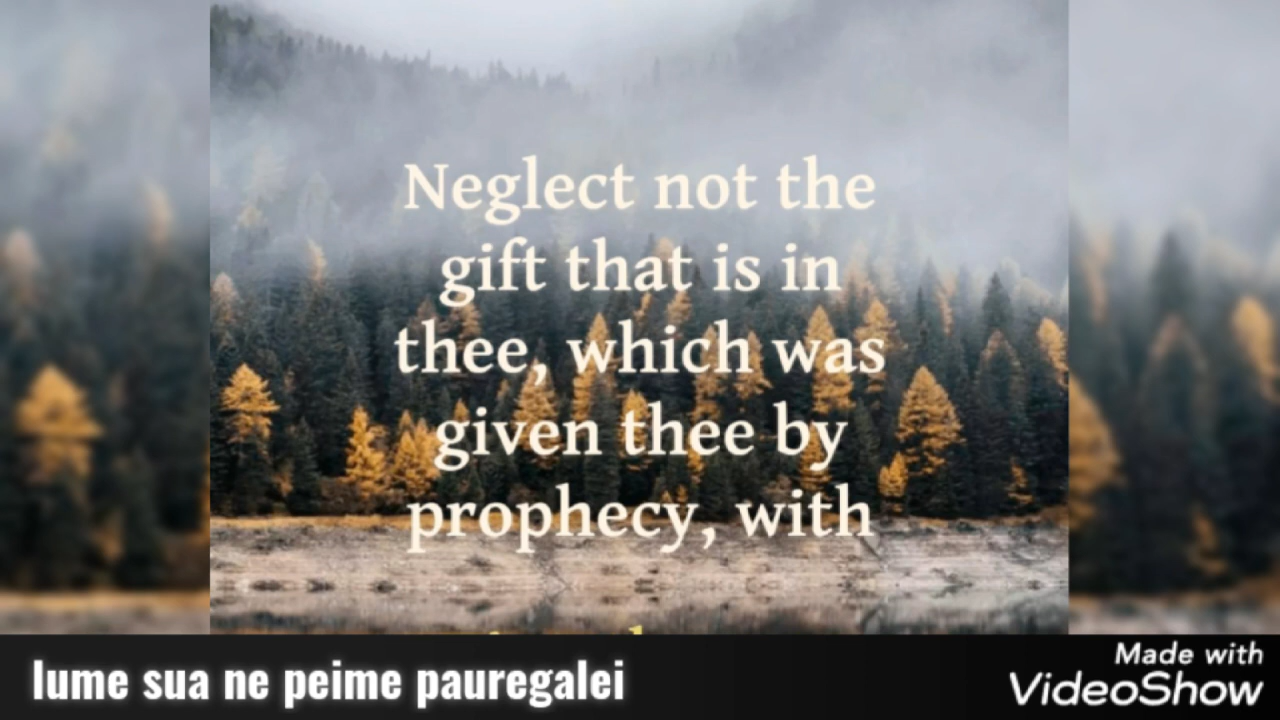 Neglect not the
gift that is in
thee, which was
given thee by
prophecy, with
lume sua ne peime pauregalei
Made with
VideoShow